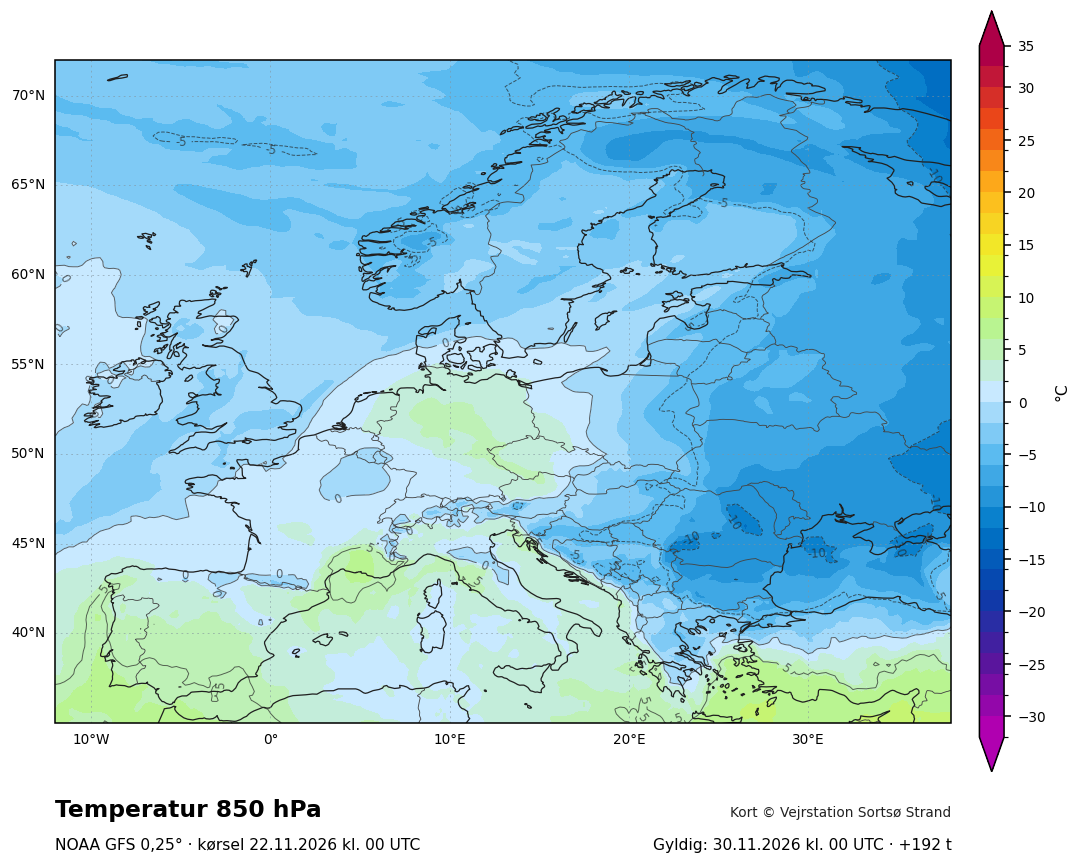 70°N
65°N
60°N
55°N
50°N
45°N
40°N
10°W 0° 10°E 20°E 30°E
35
30
25
20
15
10
5
0
−5
−10
−15
−20
−25
−30
°C
Temperatur 850 hPa
Kort © Vejrstation Sortsø Strand
NOAA GFS 0,25° · kørsel 22.11.2026 kl. 00 UTC
Gyldig: 30.11.2026 kl. 00 UTC · +192 t